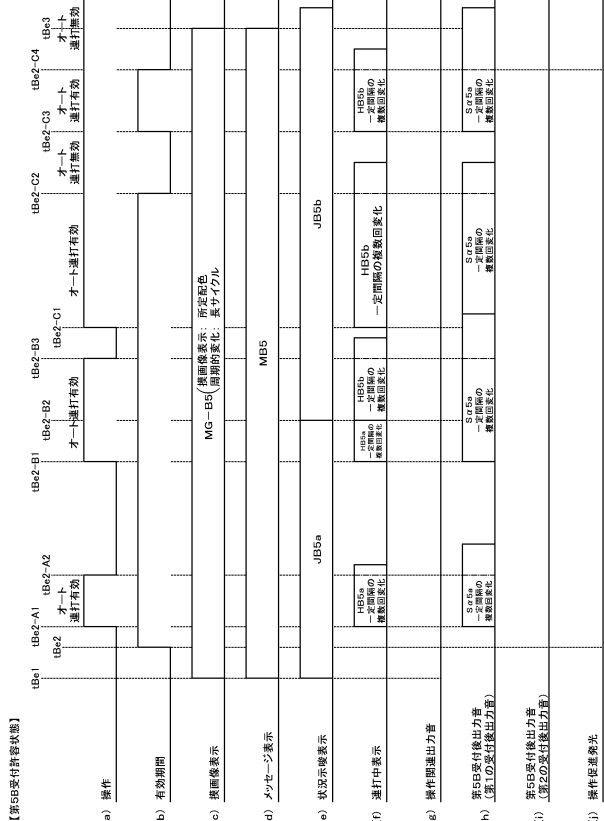 【第5B受付許容状態】
tBe1
tBe2
tBe2-A1
tBe2-A2
tBe2-B1
tBe2-B2
tBe2-B3
tBe2-C1
tBe2-C2
tBe2-C3
tBe2-C4
tBe3
a) 操作
オート
連打有効
オート連打有効
オート連打有効
オート
連打無効
オート
連打有効
オート
連打無効
b) 有効期間
c) 摸画像表示
MG-B5(摸画像表示： 所定配色
周期的変化： 長サイクル
d) メッセージ表示
MB5
e) 状況示唆表示
JB5a
JB5b
f) 連打中表示
HB5a
一定間隔の
複数回変化
HB5a
一定間隔の
複数回変化
HB5b
一定間隔の
複数回変化
HB5b
一定間隔の複数回変化
HB5b
一定間隔の
複数回変化
g) 操作関連出力音
h) 第5B受付後出力音
(第1の受付後出力音)
Sα5a
一定間隔の
複数回変化
Sα5a
一定間隔の
複数回変化
Sα5a
一定間隔の
複数回変化
Sα5a
一定間隔の
複数回変化
i) 第5B受付後出力音
(第2の受付後出力音)
j) 操作促進発光